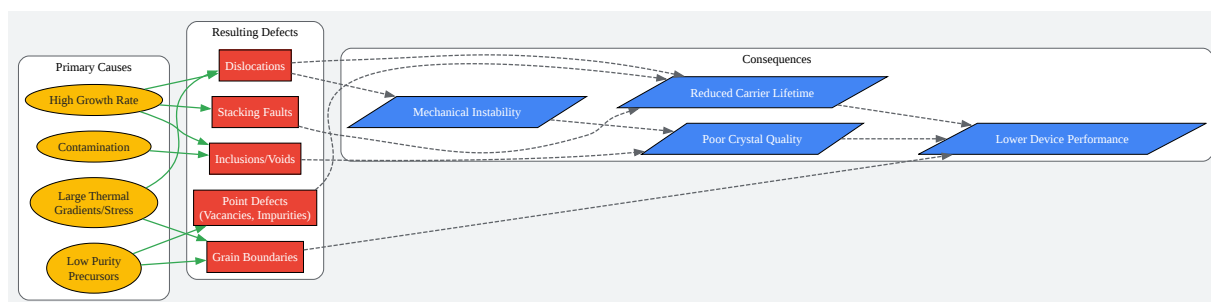 Primary Causes
High Growth Rate
Contamination
Large Thermal
Gradients/Stress
Low Purity
Precursors
Resulting Defects
Dislocations
Stacking Faults
Inclusions/Voids
Point Defects
(Vacancies, Impurities)
Grain Boundaries
Consequences
Mechanical Instability
Reduced Carrier Lifetime
Poor Crystal Quality
Lower Device Performance